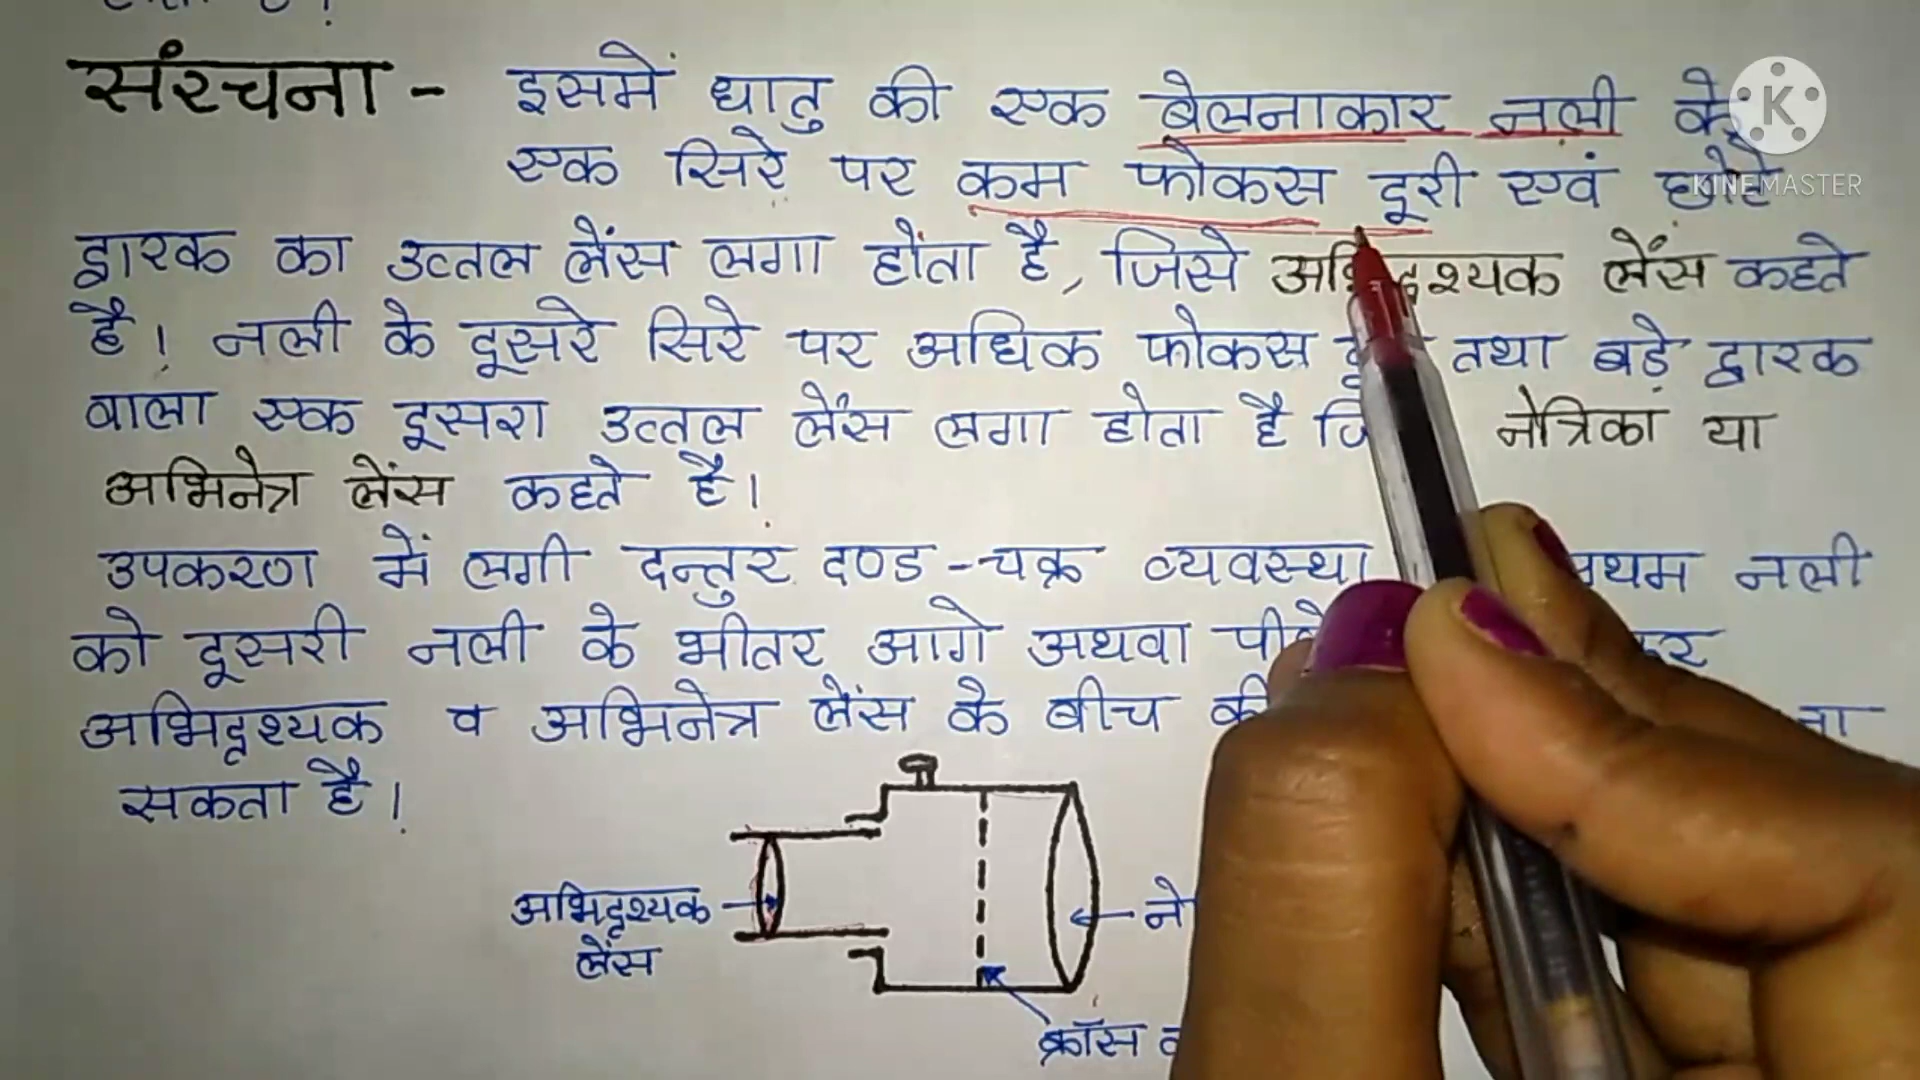 संरचना - इसमें धातु की एक बेलनाकार नली के
एक सिरे पर कम फोकस दूरी एवं छोटे
द्वारक का उत्तल लेंस लगा होता है, जिसे अभिदृश्यक लेंस कहते
है। नली के दूसरे सिरे पर अधिक फोकस तथा बड़े द्वारक
वाला एक दूसरा उत्तल लेंस लगा होता है नेत्रिका या
अभिनेत्र लेंस कहते है।
उपकरण में लगी दन्तुर दण्ड-चक्र व्यवस्था नली
को दूसरी नली के भीतर आगे अथवा
अभिदृश्यक व अभिनेत्र लेंस के बीच की
सकता है।
अभिदृश्यक
लेंस
क्रॉस
K
KINEMASTER